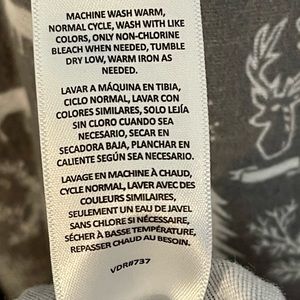 MACHINE WASH WARM,
NORMAL CYCLE, WASH WITH LIKE
COLORS, ONLY NON-CHLORINE
BLEACH WHEN NEEDED, TUMBLE
DRY LOW, WARM IRON AS
NEEDED.
LAVAR A MÁQUINA EN TIBIA,
CICLO NORMAL, LAVAR CON
COLORES SIMILARES, SOLO LEJÍA
SIN CLORO CUANDO SEA
NECESARIO, SECAR EN
SECADORA BAJA, PLANCHAR EN
CALIENTE SEGÚN SEA NECESARIO.
LAVAGE EN MACHINE À CHAUD,
CYCLE NORMAL, LAVER AVEC DES
COULEURS SIMILAIRES,
SEULEMENT UN EAU DE JAVEL
SANS CHLORE SI NÉCESSAIRE,
SÉCHER À BASSE TEMPÉRATURE,
REPASSER CHAUD AU BESOIN.
VDR#737